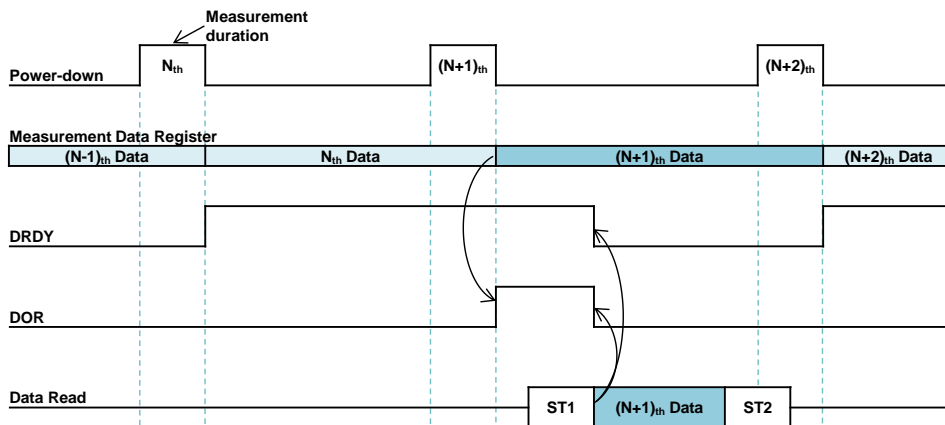 Measurement
duration
Power-down
Nth
(N+1)th
(N+2)th
Measurement Data Register
(N-1)th Data
Nth Data
(N+1)th Data
(N+2)th Data
DRDY
DOR
Data Read
ST1
(N+1)th Data
ST2